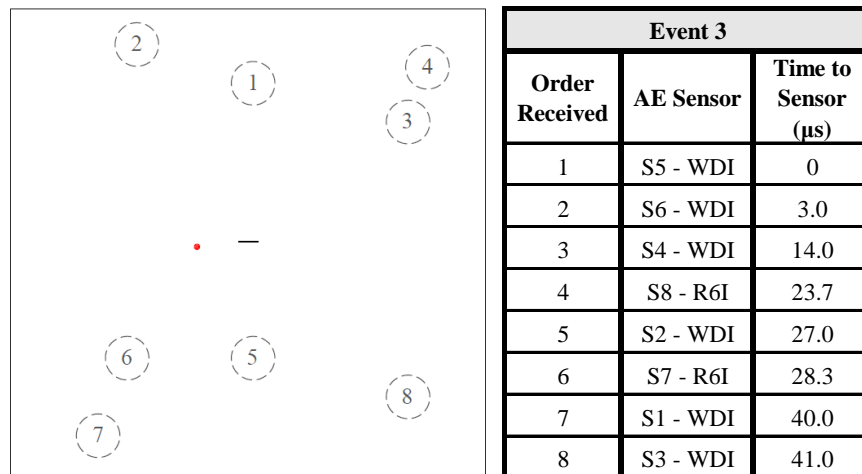 2
1
4
3
6
5
8
7
Event 3
Order Received AE Sensor Time to Sensor (µs)
1 S5 - WDI 0
2 S6 - WDI 3.0
3 S4 - WDI 14.0
4 S8 - R6I 23.7
5 S2 - WDI 27.0
6 S7 - R6I 28.3
7 S1 - WDI 40.0
8 S3 - WDI 41.0